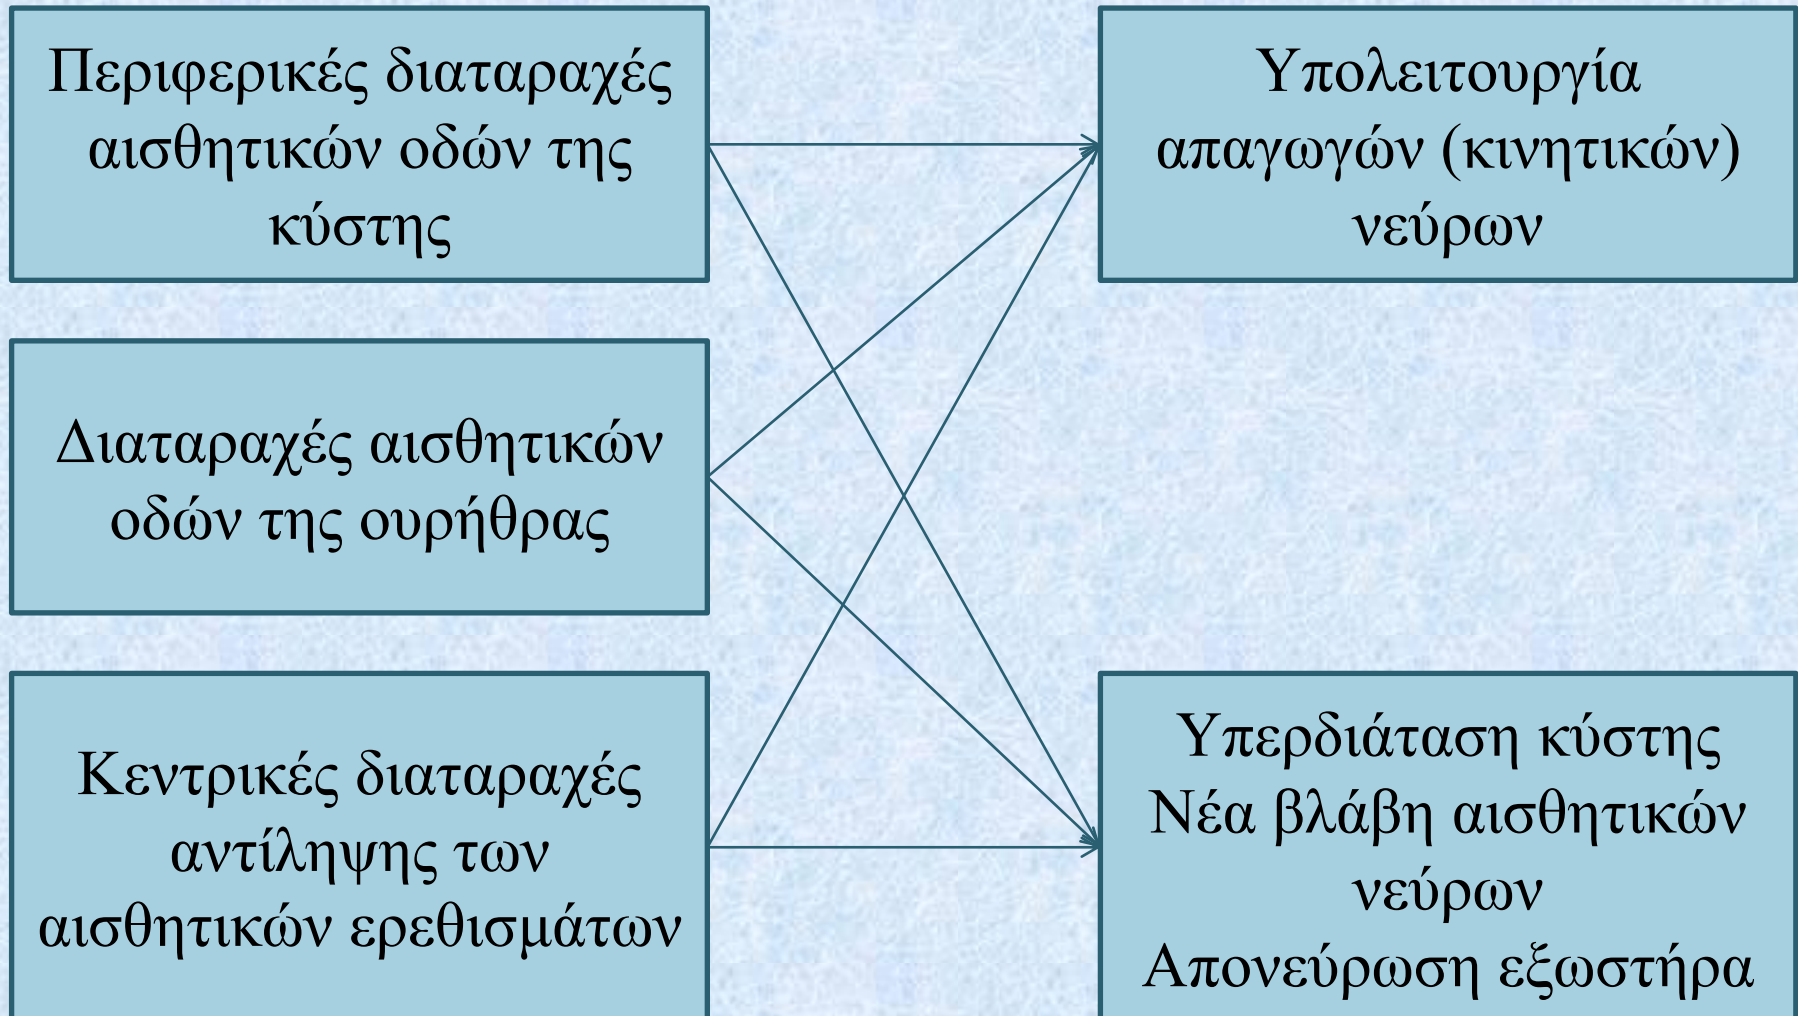 Περιφερικές διαταραχές
αισθητικών οδών της
κύστης
Υπολειτουργία
απαγωγών (κινητικών)
νεύρων
Διαταραχές αισθητικών
οδών της ουρήθρας
Κεντρικές διαταραχές
αντίληψης των
αισθητικών ερεθισμάτων
Υπερδιάταση κύστης
Νέα βλάβη αισθητικών
νεύρων
Απονεύρωση εξωστήρα